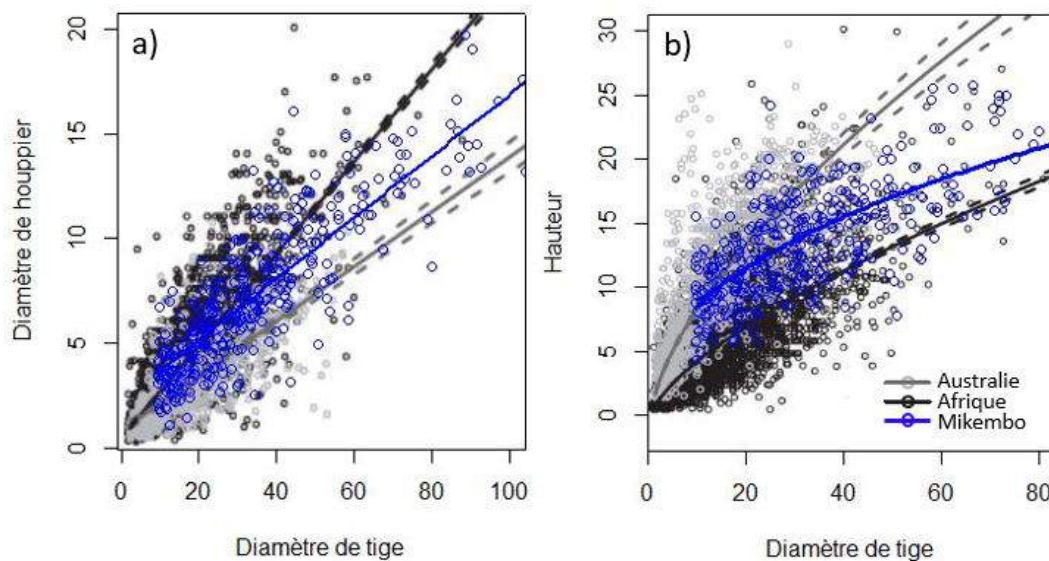 a)
Diamètre de houppier
20
15
10
5
0
0 20 40 60 80 100
Diamètre de tige
b)
Hauteur
30
25
20
15
10
5
0
Australie
Afrique
Mikembo
0 20 40 60 80
Diamètre de tige